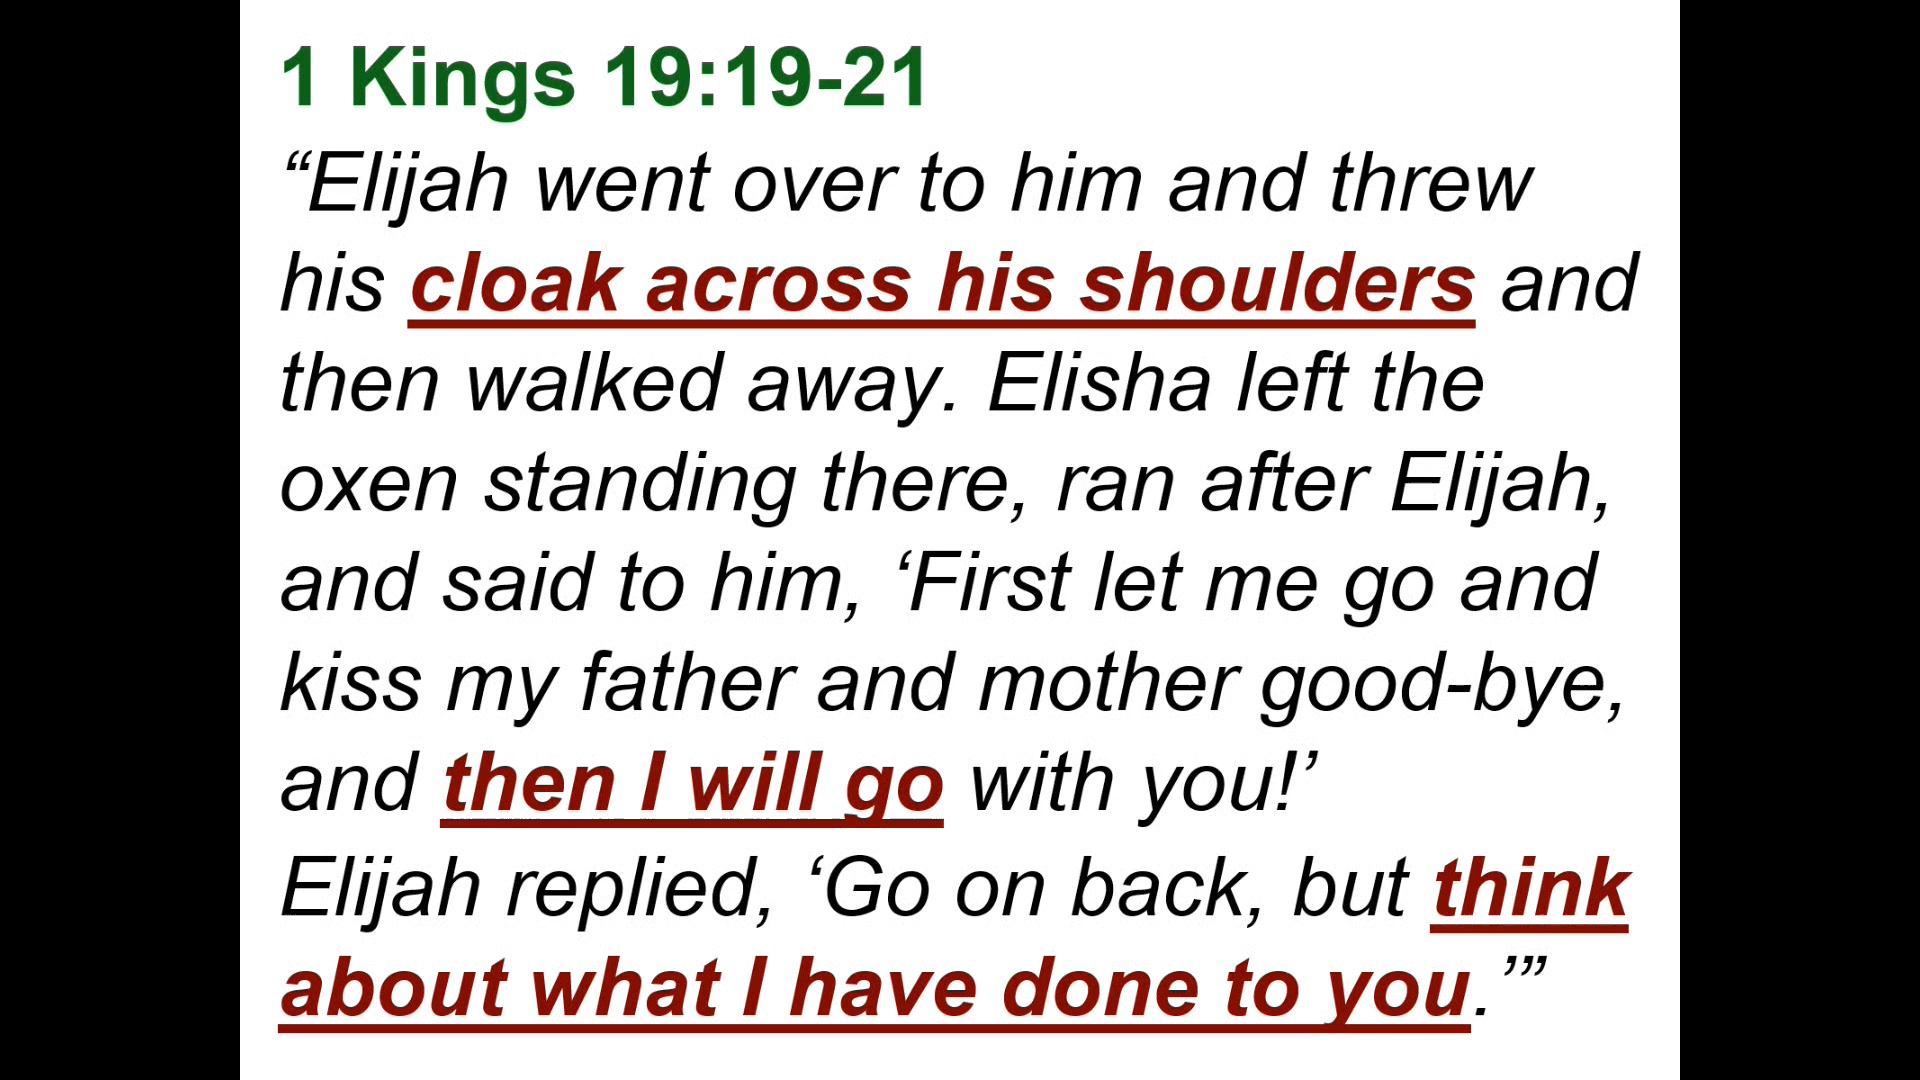 1 Kings 19:19-21
“Elijah went over to him and threw
his cloak across his shoulders and
then walked away. Elisha left the
oxen standing there, ran after Elijah,
and said to him, ‘First let me go and
kiss my father and mother good-bye,
and then I will go with you!’
Elijah replied, ‘Go on back, but think
about what I have done to you.’”